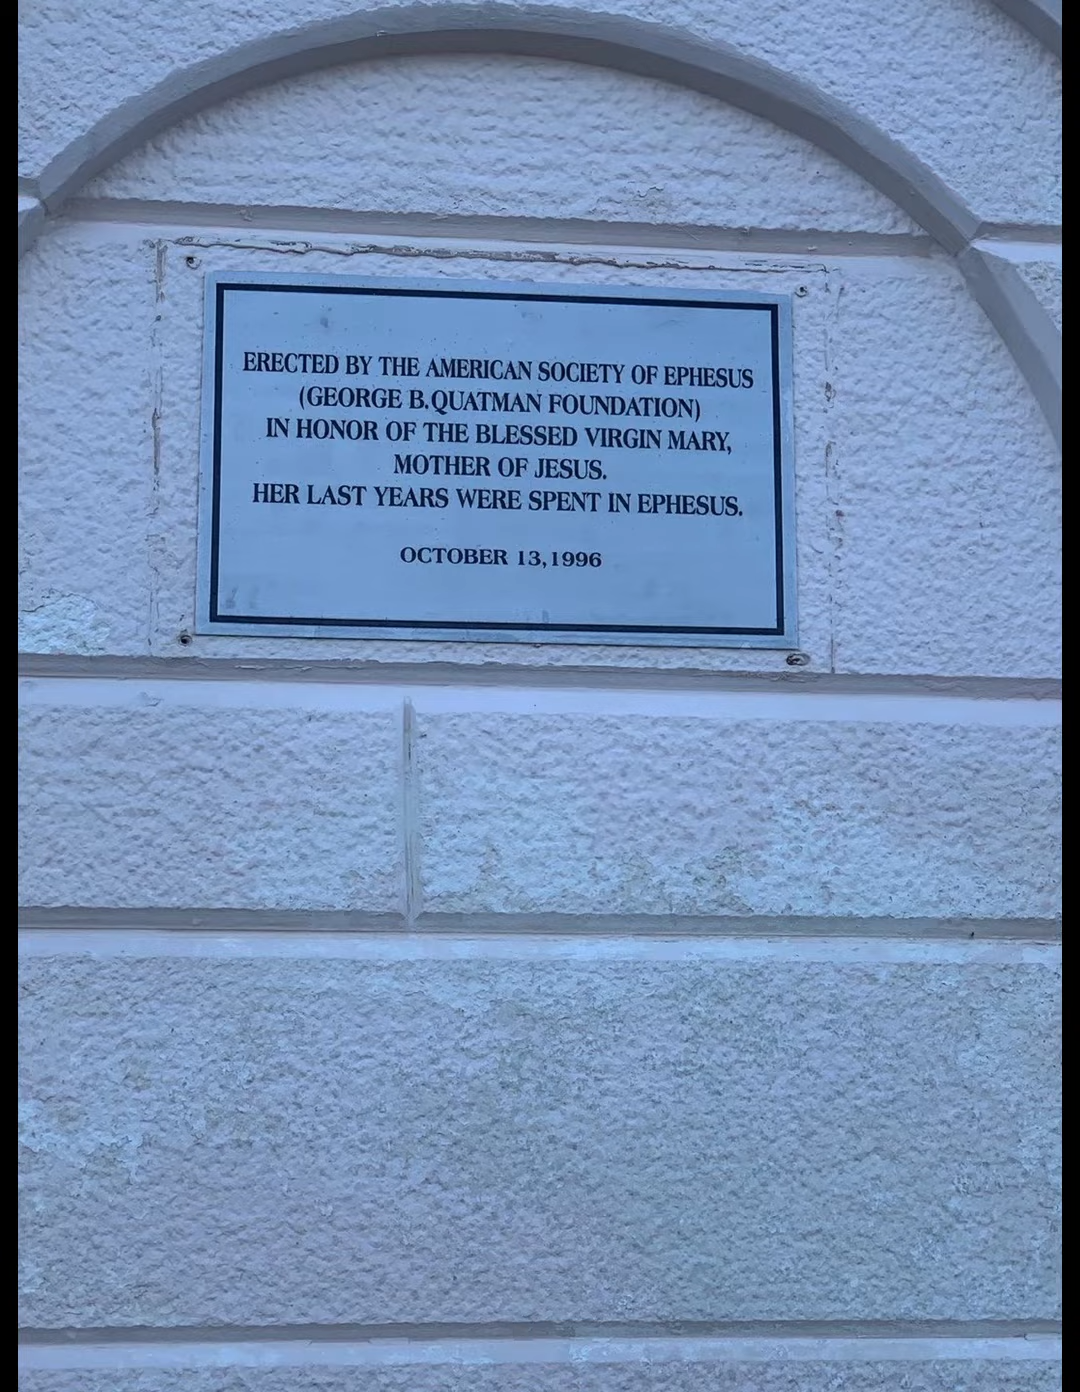 ERECTED BY THE AMERICAN SOCIETY OF EPHESUS
(GEORGE B.QUATMAN FOUNDATION)
IN HONOR OF THE BLESSED VIRGIN MARY,
MOTHER OF JESUS.
HER LAST YEARS WERE SPENT IN EPHESUS.
OCTOBER 13,1996